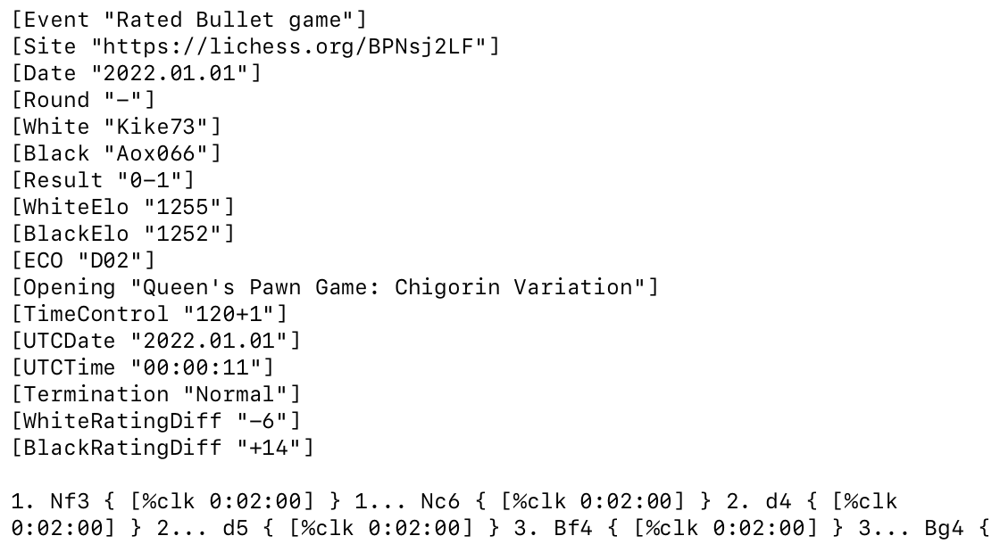 [Event "Rated Bullet game"]
[Site "https://lichess.org/BPNsj2LF"]
[Date "2022.01.01"]
[Round "-"]
[White "Kike73"]
[Black "Aox066"]
[Result "0-1"]
[WhiteElo "1255"]
[BlackElo "1252"]
[ECO "D02"]
[Opening "Queen's Pawn Game: Chigorin Variation"]
[TimeControl "120+1"]
[UTCDate "2022.01.01"]
[UTCTime "00:00:11"]
[Termination "Normal"]
[WhiteRatingDiff "-6"]
[BlackRatingDiff "+14"]

1. Nf3 { [%clk 0:02:00] } 1... Nc6 { [%clk 0:02:00] } 2. d4 { [%clk
0:02:00] } 2... d5 { [%clk 0:02:00] } 3. Bf4 { [%clk 0:02:00] } 3... Bg4 {